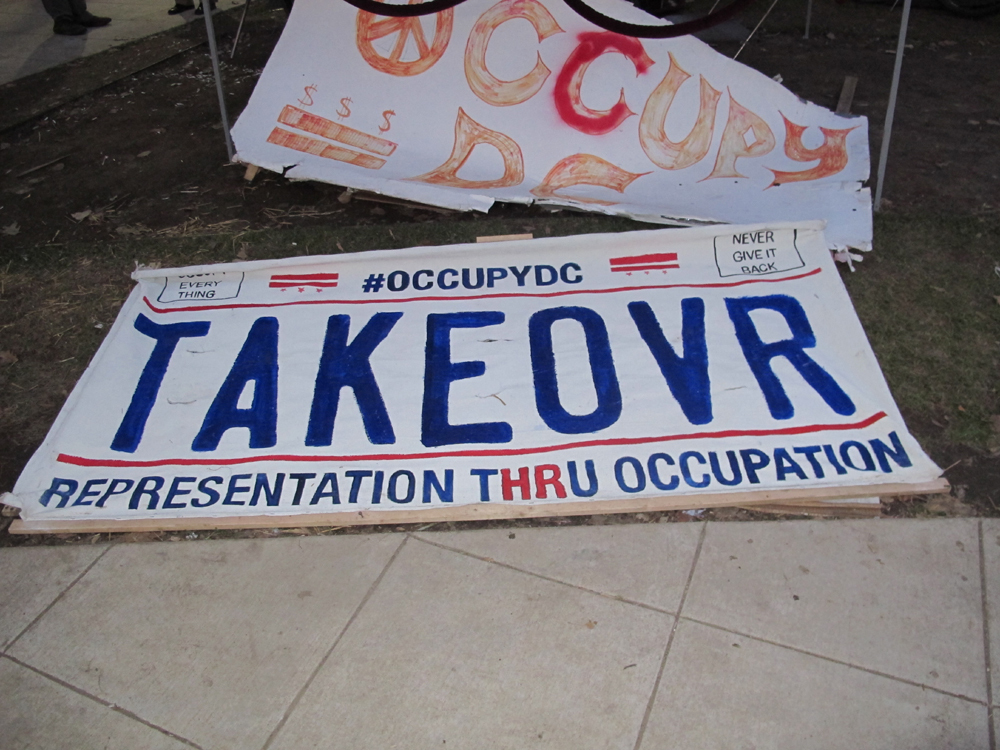 OCCUPY
$ $ $
DC
EVERY
THING
#OCCUPYDC
NEVER
GIVE IT
BACK
TAKEOVR
REPRESENTATION THRU OCCUPATION